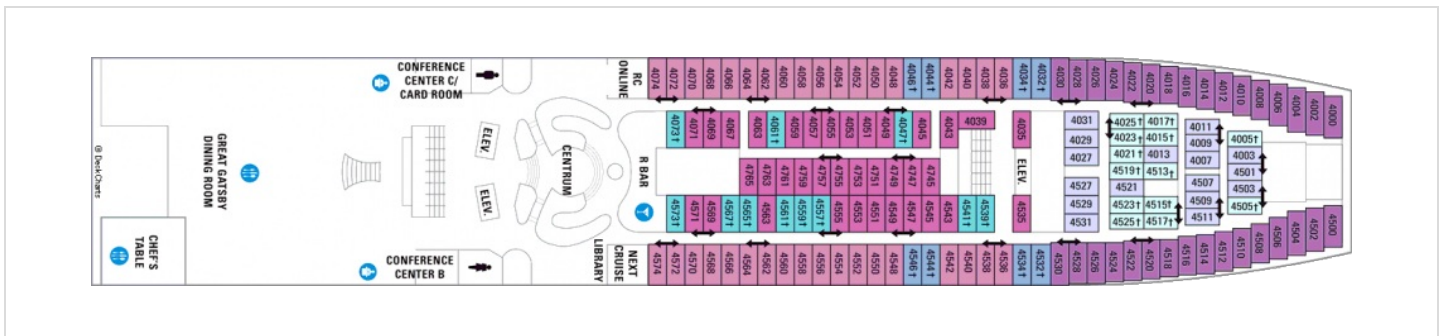 CONFERENCE
CENTER C/
CARD ROOM
RC
ONLINE
4074 4072 4070 4068 4066 4064 4062 4060 4058 4056 4054 4052 4050 4048 4046† 4044† 4042 4040 4038 4036 4034† 4032† 4030 4028 4026 4024 4022 4020 4018 4016 4014 4012 4010 4008 4006 4004 4002 4000
4073† 4071 4069 4067 4063 4061† 4059 4057 4055 4053 4051 4049 4047† 4045 4043 4039 4035
4031
4029
4027
4025† 4017†
4023† 4015†
4021† 4013
4519† 4513†
4521
4523† 4515†
4525† 4517†
4011
4009
4007
4507
4509
4511
4005†
4003
4501
4503
4505†
4527
4529
4531
@ DeckCharts
GREAT GATSBY
DINING ROOM
ELEV.
ELEV.
CENTRUM
R BAR
4765 4763 4761 4759 4757 4755 4753 4751 4749 4747 4745
ELEV.
4573† 4571 4569 4567† 4565† 4563 4561† 4559† 4557† 4555 4553 4551 4549 4547 4545 4543 4541† 4539† 4535
CHEF'S
TABLE
CONFERENCE
CENTER B
LIBRARY
NEXT
CRUISE
4574 4572 4570 4568 4566 4564 4562 4560 4558 4556 4554 4552 4550 4548 4546† 4544† 4542 4540 4538 4536 4534† 4532† 4530 4528 4526 4524 4522 4520 4518 4516 4514 4512 4510 4508 4506 4504 4502 4500